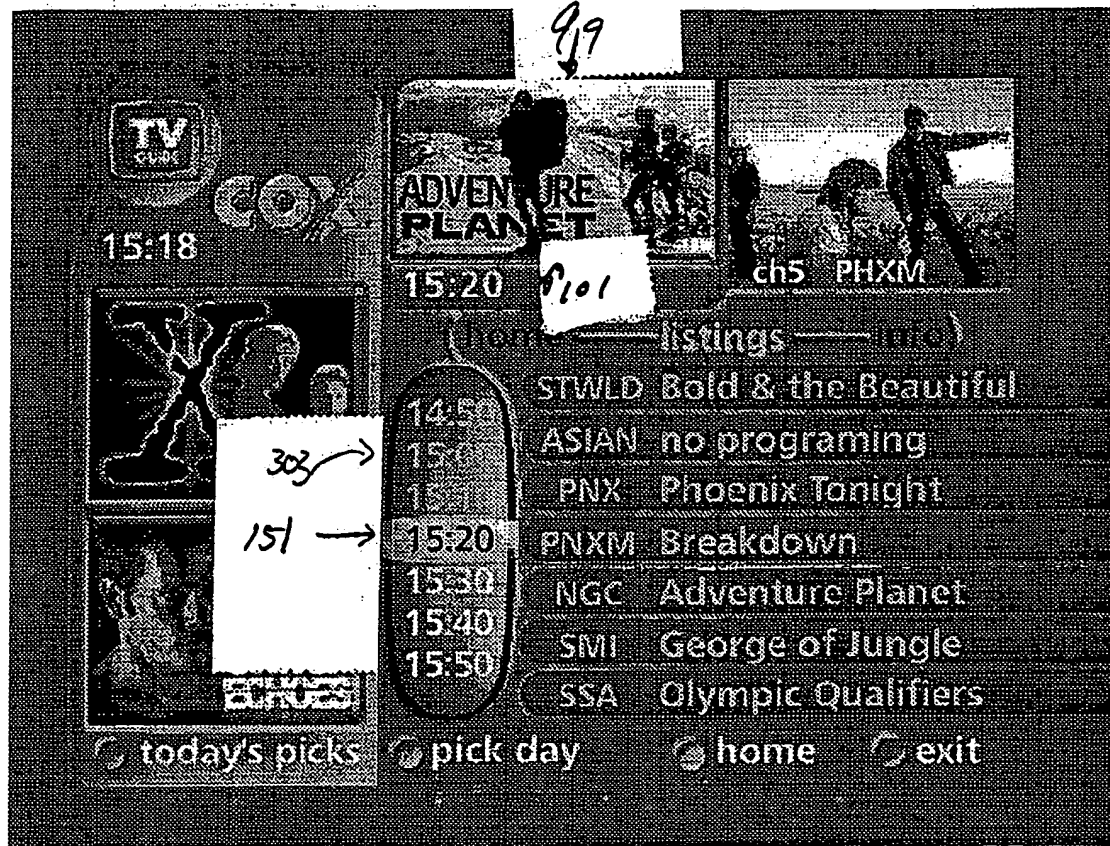 99
TV
GUIDE
COX
15:18
ADVENTURE
PLANET
15:20
101
ch5 PHXM
home listings info
STWLD Bold & the Beautiful
14:50
ASIAN no programing
303
PNX Phoenix Tonight
151
15:20
PNXM Breakdown
15:30
NGC Adventure Planet
15:40
SMI George of Jungle
15:50
SSA Olympic Qualifiers
today's picks
pick day
home
exit